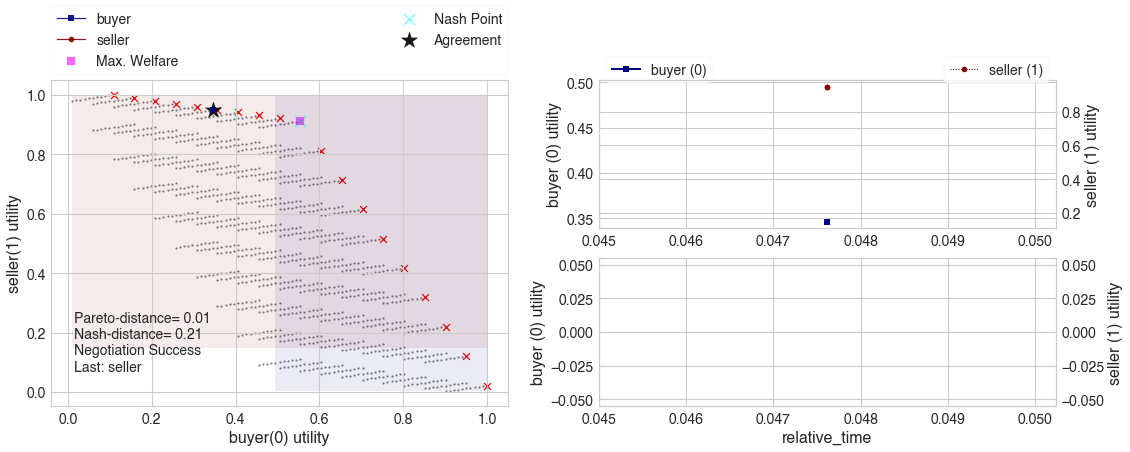 buyer
seller
Max. Welfare
Nash Point
Agreement
1.0
0.8
0.6
0.4
0.2
0.0
seller(1) utility
Pareto-distance= 0.01
Nash-distance= 0.21
Negotiation Success
Last: seller
0.0 0.2 0.4 0.6 0.8 1.0
buyer(0) utility
buyer (0)
seller (1)
0.50
0.45
0.40
0.35
buyer (0) utility
0.8
0.6
0.4
0.2
seller (1) utility
0.045 0.046 0.047 0.048 0.049 0.050
0.050
0.025
0.000
−0.025
−0.050
buyer (0) utility
0.050
0.025
0.000
−0.025
−0.050
seller (1) utility
0.045 0.046 0.047 0.048 0.049 0.050
relative_time